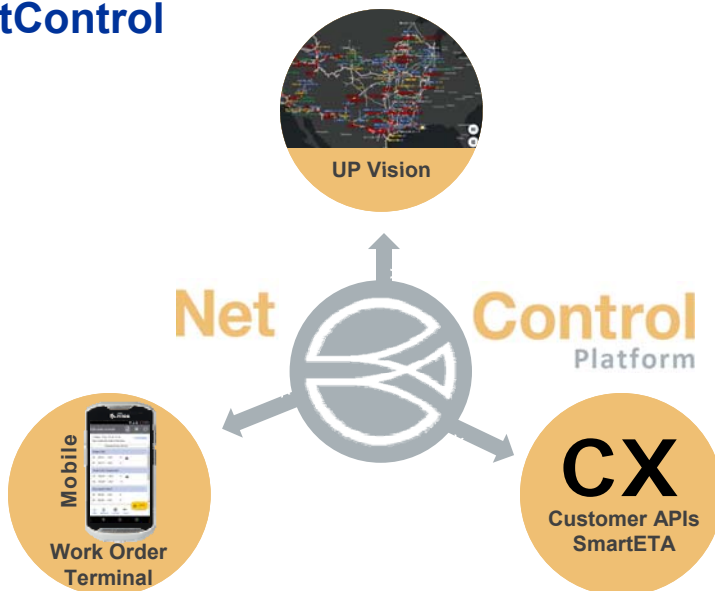 tControl
UP Vision
Net Control
Platform
Mobile
Work Order
Terminal
CX
Customer APIs
SmartETA